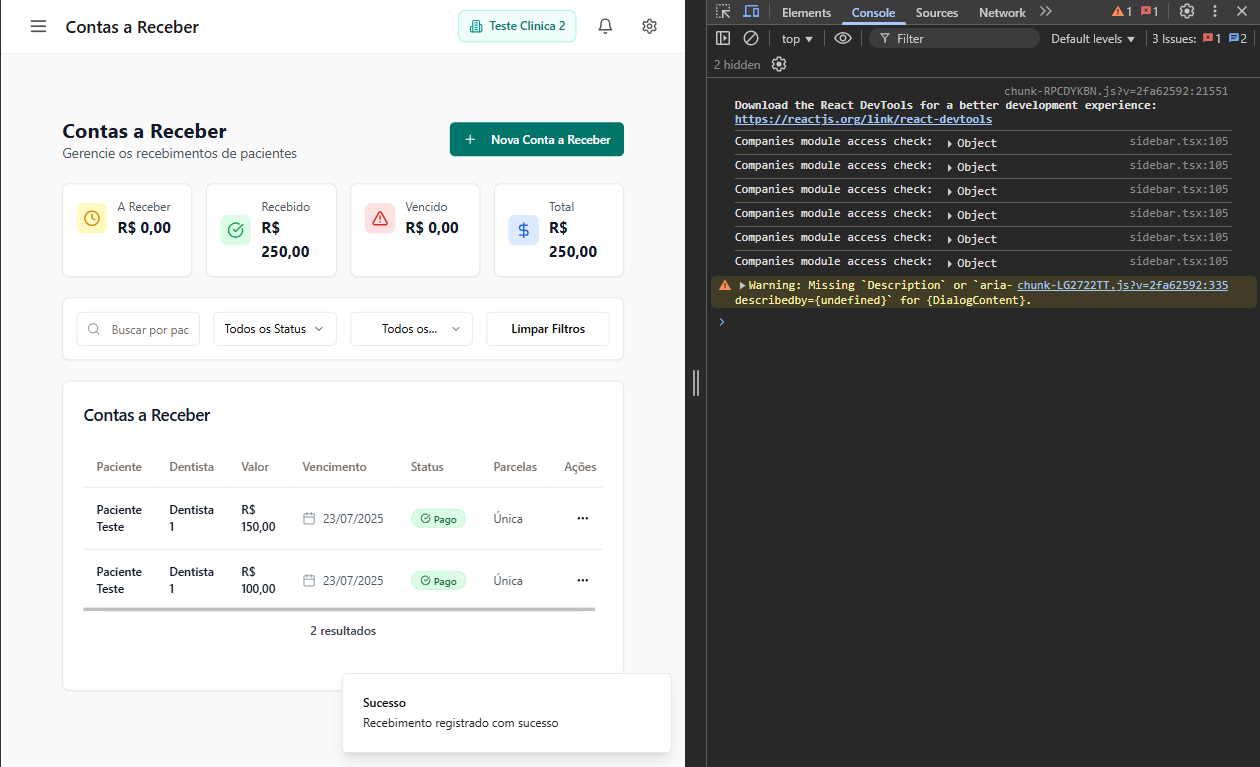 Contas a Receber
Teste Clinica 2
Contas a Receber
Gerencie os recebimentos de pacientes
Nova Conta a Receber
A Receber
R$ 0,00
Recebido
R$
250,00
Vencido
R$ 0,00
Total
R$
250,00
Buscar por pac
Todos os Status
Todos os...
Limpar Filtros
Contas a Receber
Paciente Dentista Valor Vencimento Status Parcelas Ações
Paciente Dentista R$
Teste 1 150,00 23/07/2025 Pago Única ...
Paciente Dentista R$
Teste 1 100,00 23/07/2025 Pago Única ...
2 resultados
Sucesso
Recebimento registrado com sucesso
Elements Console Sources Network 1 1
top Filter Default levels 3 Issues: 1 2
2 hidden
chunk-RPCDYKBN.js?v=2fa62592:21551
Download the React DevTools for a better development experience:
https://reactjs.org/link/react-devtools
Companies module access check: Object sidebar.tsx:105
Companies module access check: Object sidebar.tsx:105
Companies module access check: Object sidebar.tsx:105
Companies module access check: Object sidebar.tsx:105
Companies module access check: Object sidebar.tsx:105
Companies module access check: Object sidebar.tsx:105
Warning: Missing `Description` or `aria- chunk-LG2722TT.js?v=2fa62592:335
describedby={undefined}` for {DialogContent}.